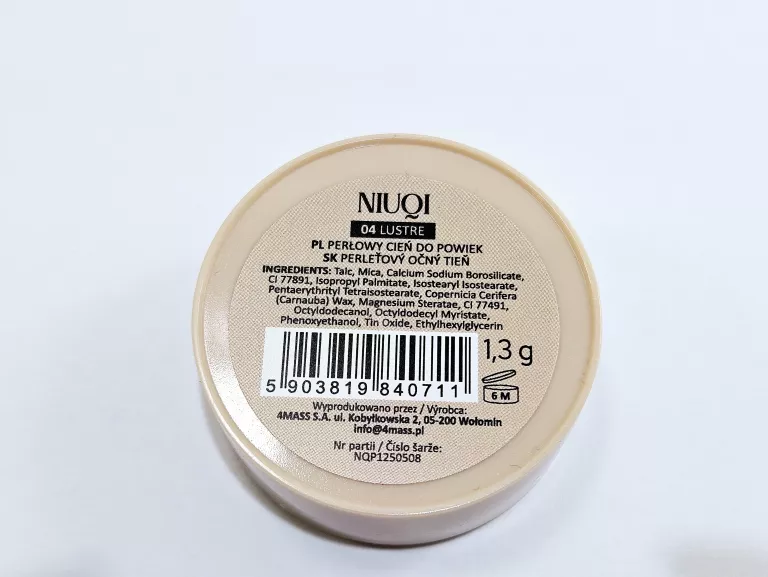 NIUQI
04 LUSTRE
PL PERŁOWY CIEŃ DO POWIEK
SK PERLEŤOVÝ OČNÝ TIEŇ
INGREDIENTS: Talc, Mica, Calcium Sodium Borosilicate,
CI 77891, Isopropyl Palmitate, Isostearyl Isostearate,
Pentaerythrityl Tetraisostearate, Copernicia Cerifera
(Carnauba) Wax, Magnesium Steratae, CI 77491,
Octyldodecanol, Octyldodecyl Myristate,
Phenoxyethanol, Tin Oxide, Ethylhexylglycerin
1,3 g
5 903819 840711
6 M
Wyprodukowano przez / Výrobca:
4MASS S.A. ul. Kobyłkowska 2, 05-200 Wołomin
info@4mass.pl
Nr partii / Číslo šarže:
NQP1250508